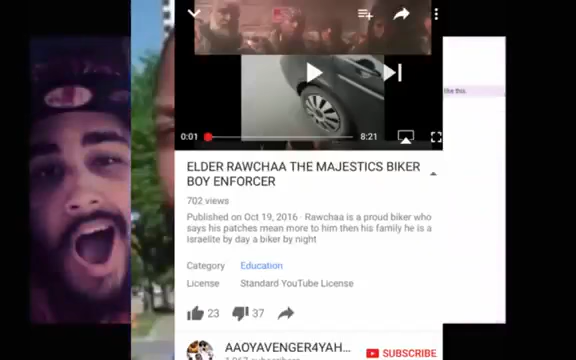 like this.
0:01
8:21
ELDER RAWCHAA THE MAJESTICS BIKER
BOY ENFORCER
702 views
Published on Oct 19, 2016 · Rawchaa is a proud biker who
says his patches mean more to him then his family he is a
Israelite by day a biker by night
Category Education
License Standard YouTube License
23 37
AAOYAVENGER4YAH...
SUBSCRIBE